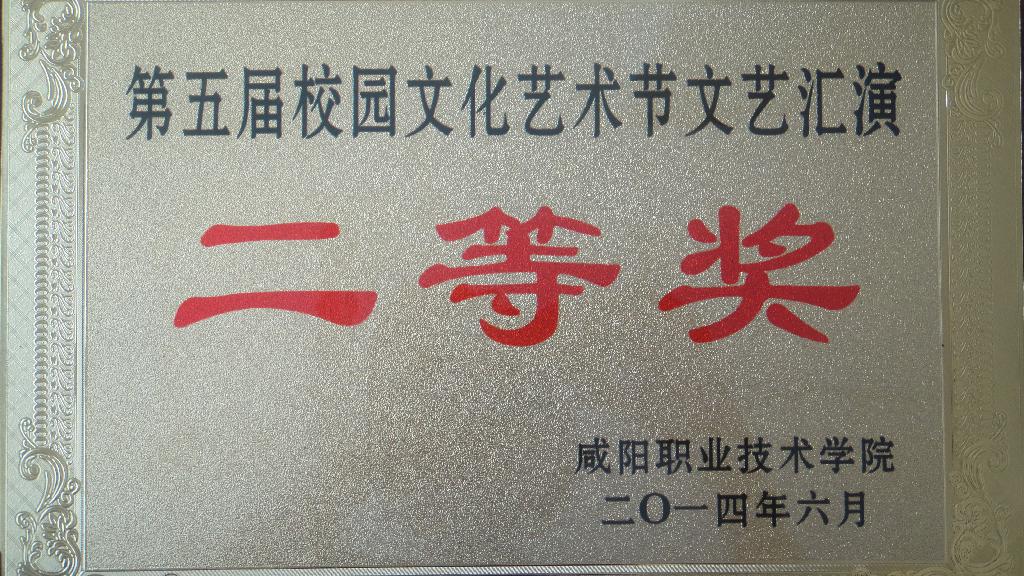 第五届校园文化艺术节文艺汇演
二等奖
咸阳职业技术学院
二〇一四年六月